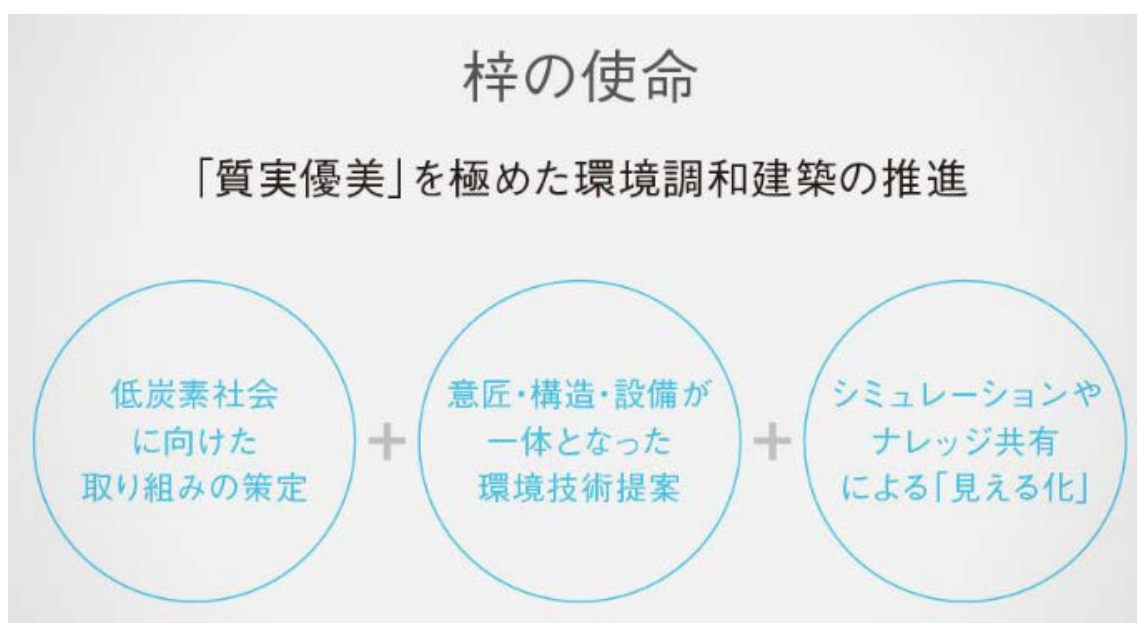 梓の使命
「質実優美」を極めた環境調和建築の推進
低炭素社会
に向けた
取り組みの策定
+
意匠・構造・設備が
一体となった
環境技術提案
+
シミュレーションや
ナレッジ共有
による「見える化」